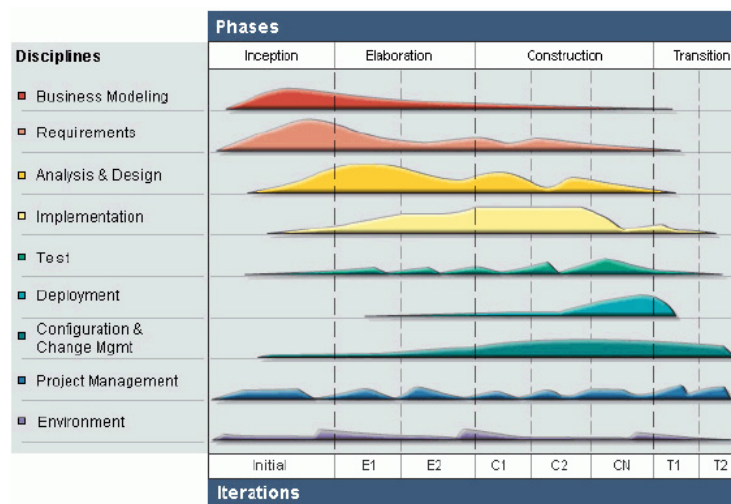 Phases
Disciplines
Inception Elaboration Construction Transition
Business Modeling
Requirements
Analysis & Design
Implementation
Test
Deployment
Configuration &
Change Mgmt
Project Management
Environment
Initial E1 E2 C1 C2 CN T1 T2
Iterations